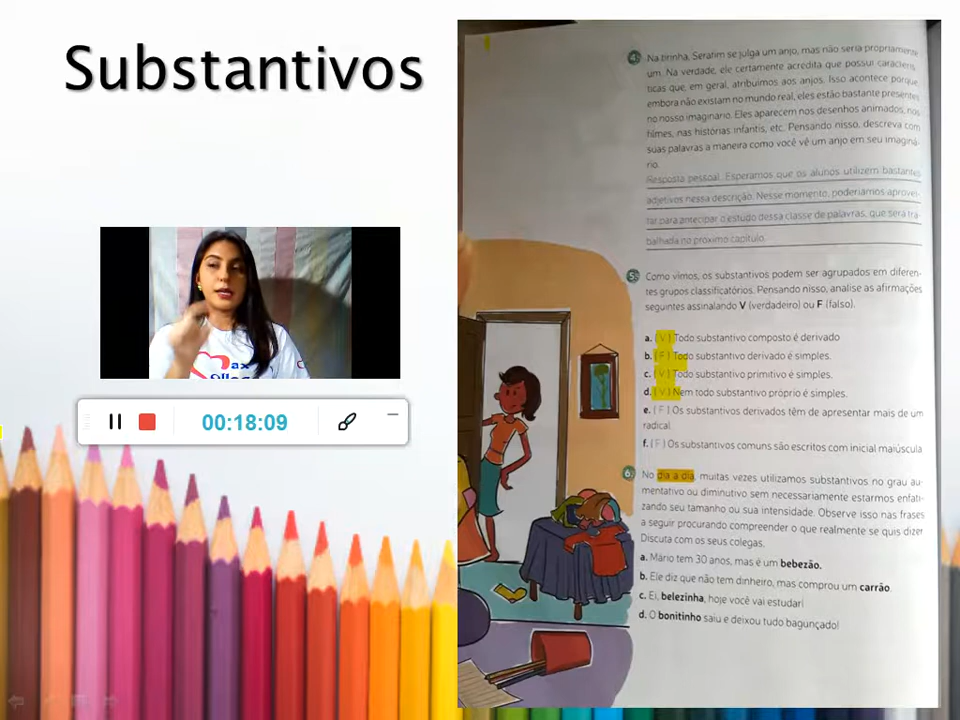 Substantivos
ax
ollege
00:18:09
4. Na tirinha, Serafim se julga um anjo, mas não seria propriamente
um. Na verdade, ele certamente acredita que possui caracterís-
ticas que, em geral, atribuímos aos anjos. Isso acontece porque,
embora não existam no mundo real, eles estão bastante presentes
no nosso imaginário. Eles aparecem nos desenhos animados, nos
filmes, nas histórias infantis, etc. Pensando nisso, descreva com
suas palavras a maneira como você vê um anjo em seu imaginá-
rio.
Resposta pessoal. Esperamos que os alunos utilizem bastantes
adjetivos nessa descrição. Nesse momento, poderíamos aprovei-
tar para antecipar o estudo dessa classe de palavras, que será tra-
balhada no próximo capítulo.
5. Como vimos, os substantivos podem ser agrupados em diferen-
tes grupos classificatórios. Pensando nisso, analise as afirmações
seguintes assinalando V (verdadeiro) ou F (falso).
a. ( V ) Todo substantivo composto é derivado
b. ( F ) Todo substantivo derivado é simples.
c. ( V ) Todo substantivo primitivo é simples.
d. ( V ) Nem todo substantivo próprio é simples.
e. ( F ) Os substantivos derivados têm de apresentar mais de um
radical
f. ( F ) Os substantivos comuns são escritos com inicial maiúscula
6. No dia a dia, muitas vezes utilizamos substantivos no grau au-
mentativo ou diminutivo sem necessariamente estarmos enfati-
zando seu tamanho ou sua intensidade. Observe isso nas frases
a seguir procurando compreender o que realmente se quis dizer
Discuta com os seus colegas.
a. Mário tem 30 anos, mas é um bebezão.
b. Ele diz que não tem dinheiro, mas comprou um carrão
c. Ei, belezinha, hoje você vai estudar!
d. O bonitinho saiu e deixou tudo bagunçado!